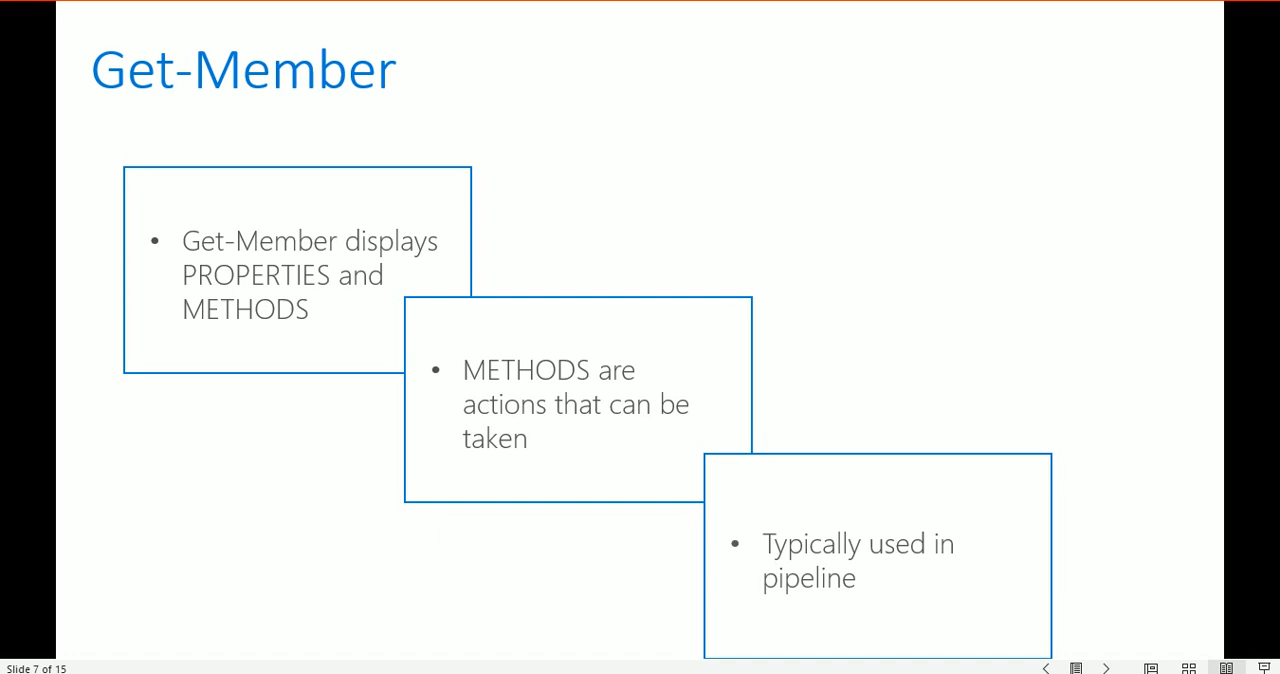 Get-Member
• Get-Member displays
PROPERTIES and
METHODS
• METHODS are
actions that can be
taken
• Typically used in
pipeline
Slide 7 of 15